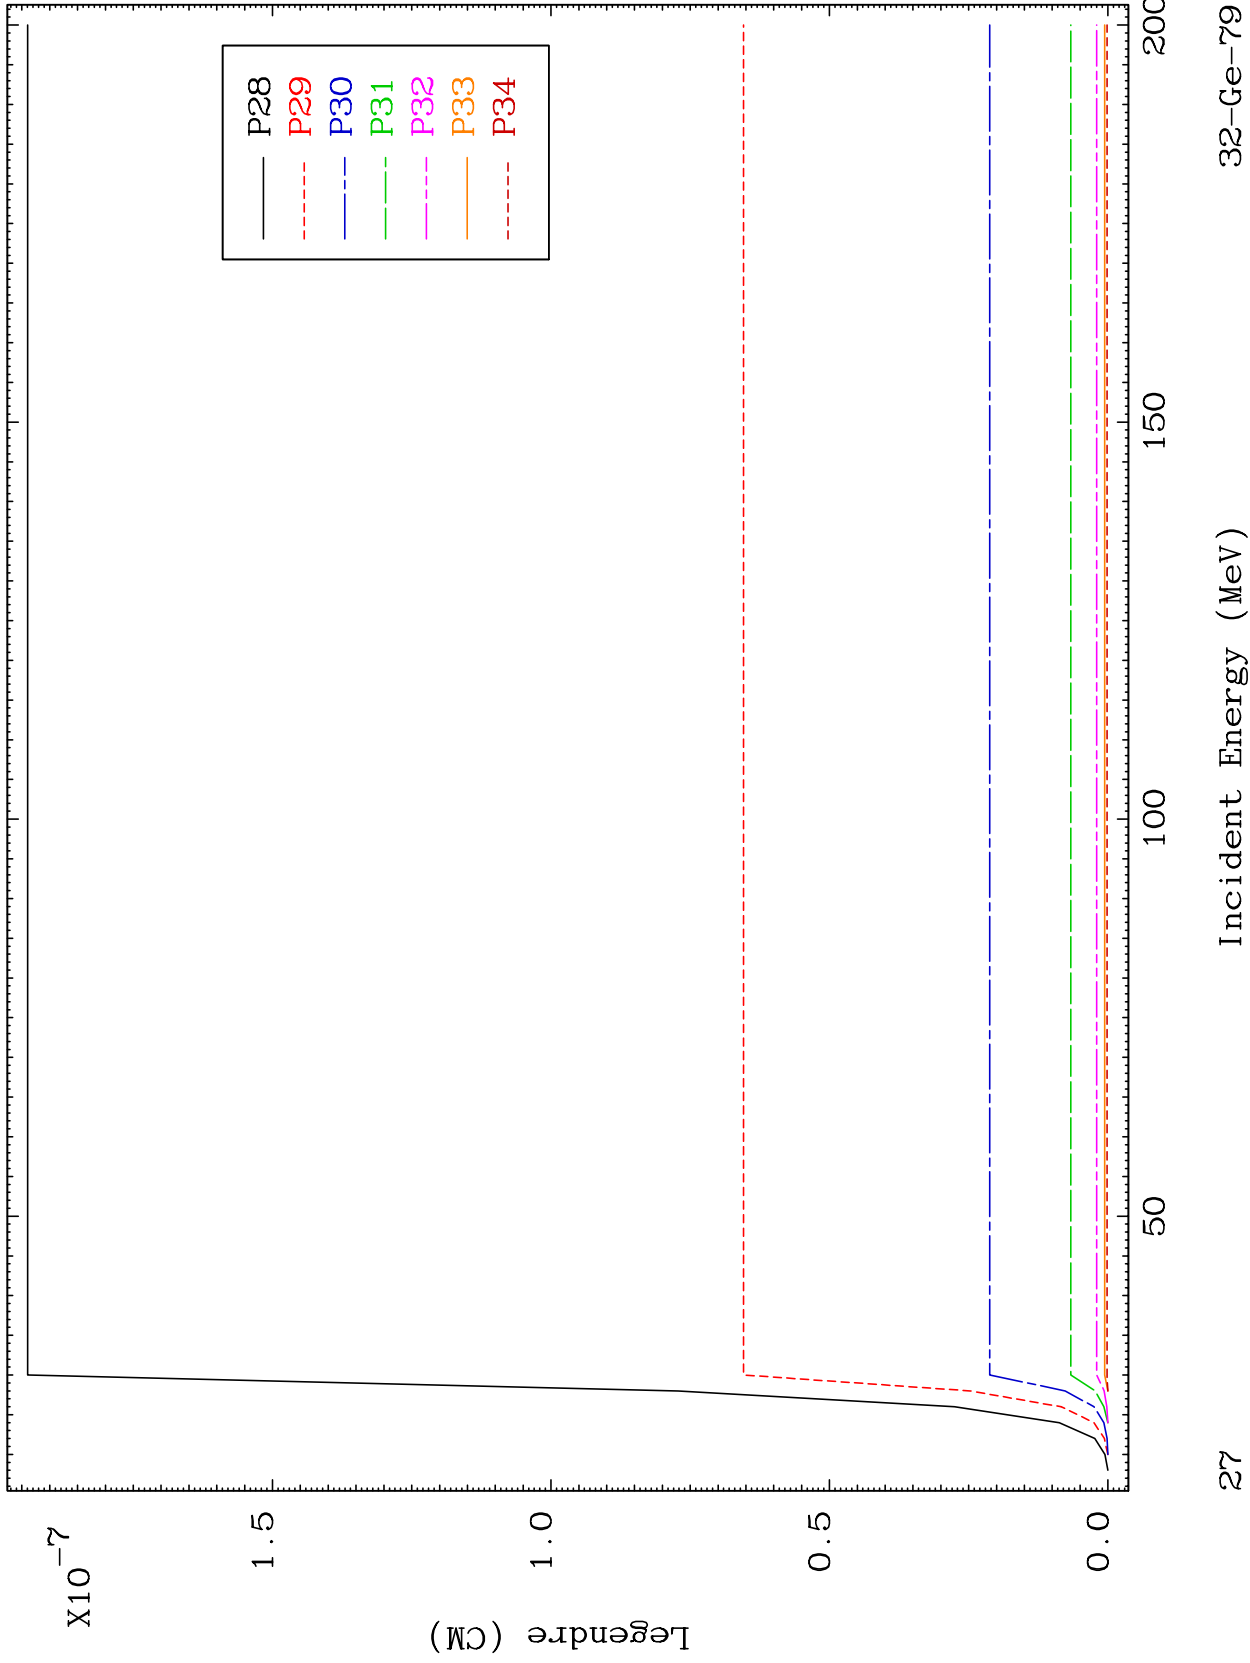 X10-7
1.5
1.0
0.5
0.0
Legendre (CM)
P28
P29
P30
P31
P32
P33
P34
50
100
150
200
27
Incident Energy (MeV)
32-Ge-79